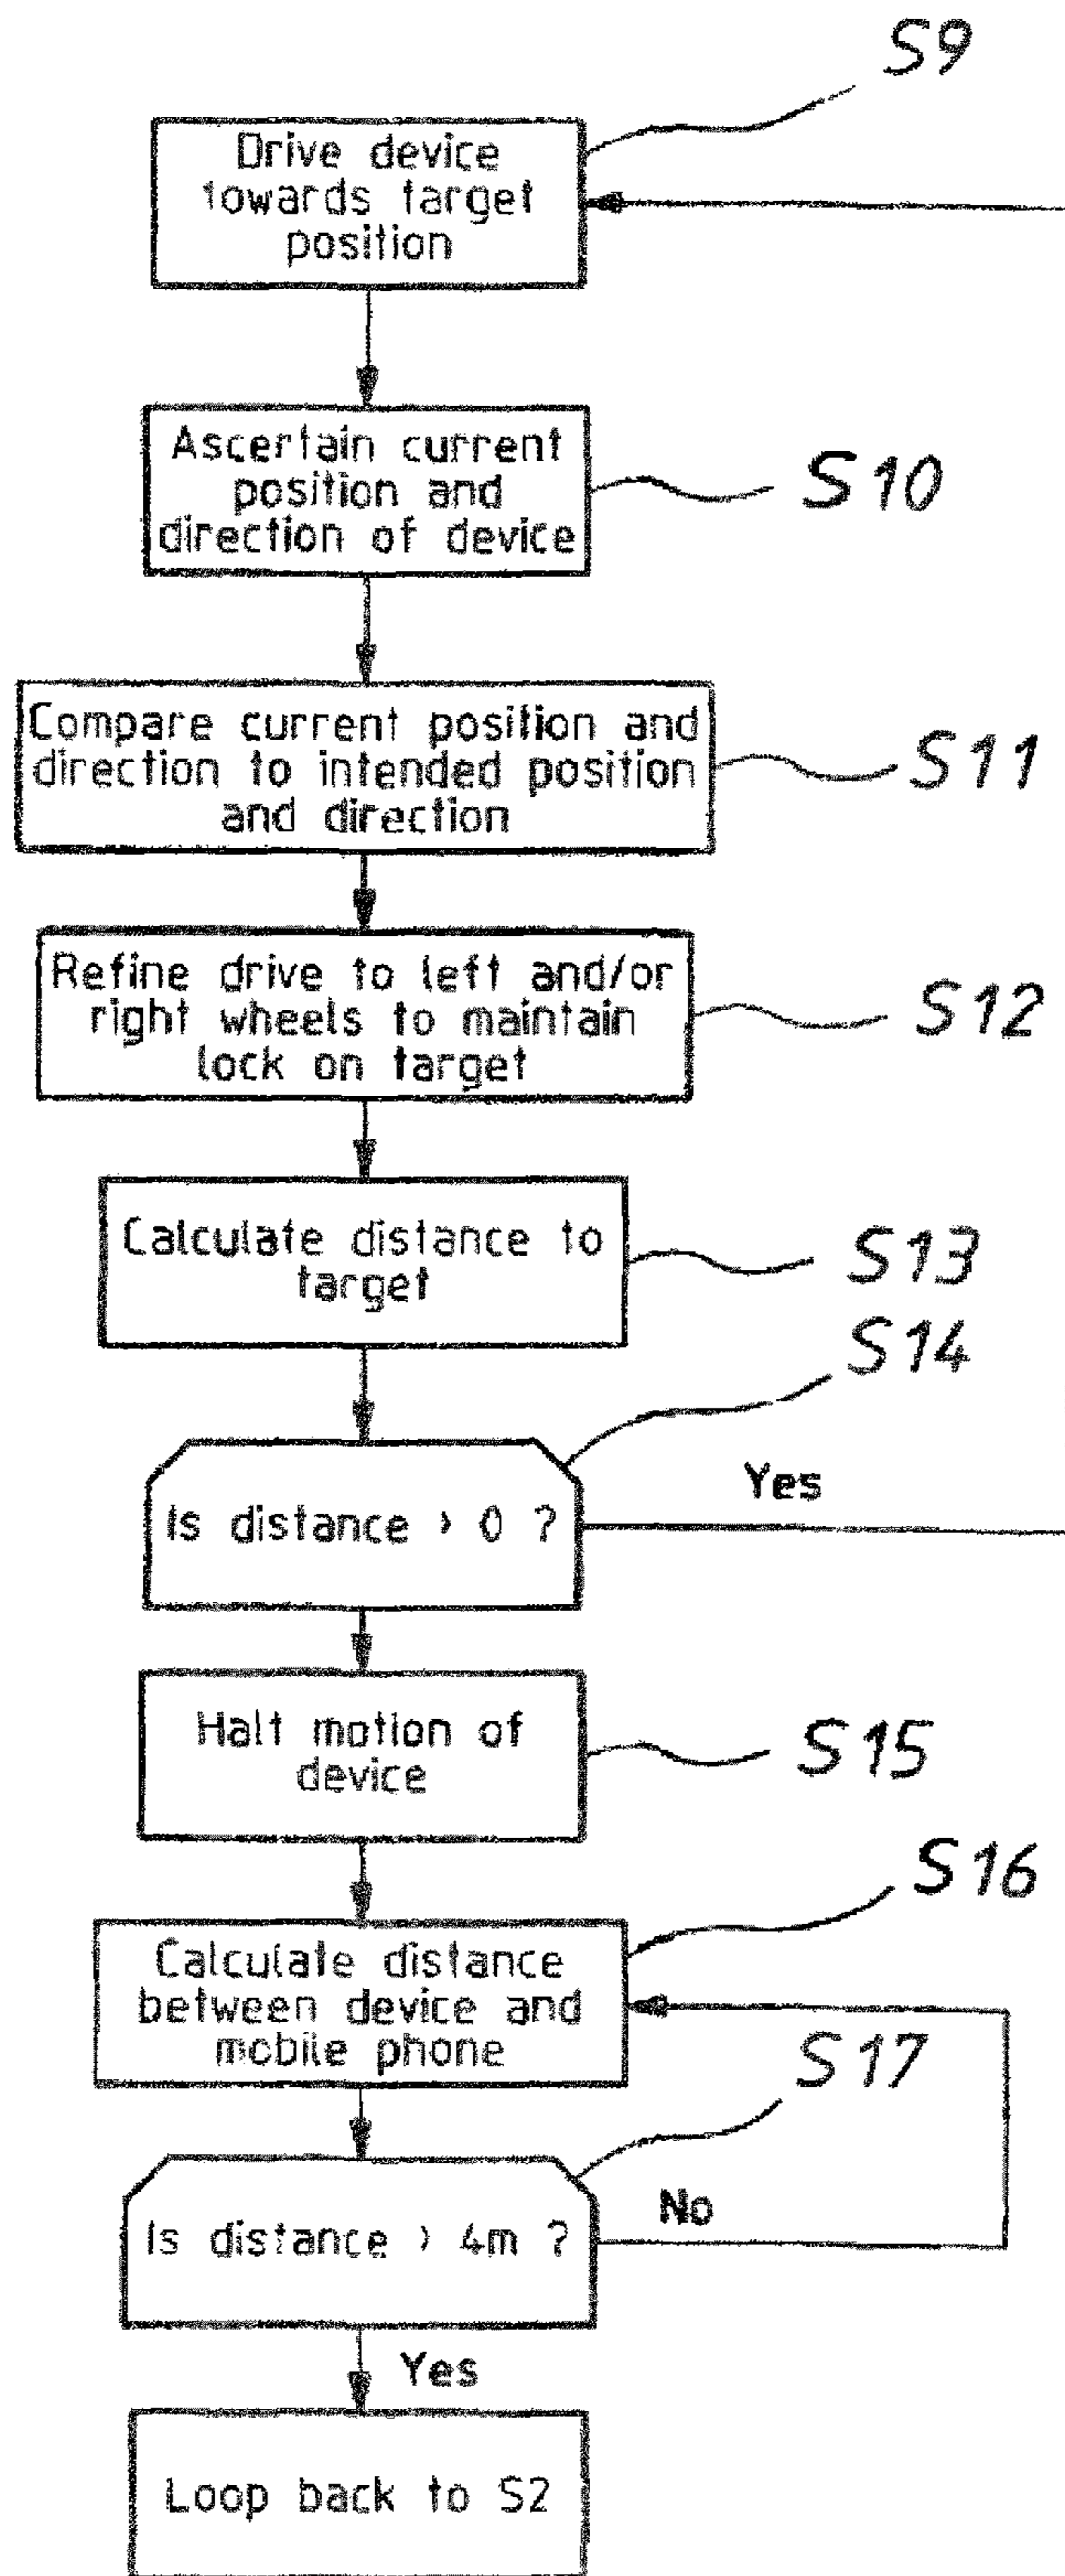 S9
Drive device
towards target
position
Ascertain current
position and
direction of device
S10
Compare current position and
direction to intended position
and direction
S11
Refine drive to left and/or
right wheels to maintain
lock on target
S12
Calculate distance to
target
S13
S14
Is distance > 0 ?
Yes
Halt motion of
device
S15
S16
Calculate distance
between device and
mobile phone
S17
Is distance > 4m ?
No
Yes
Loop back to S2